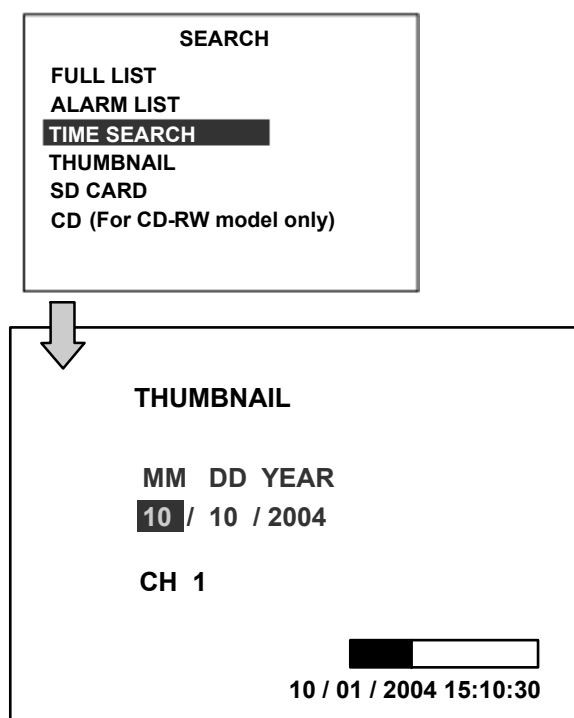 SEARCH
FULL LIST
ALARM LIST
TIME SEARCH
THUMBNAIL
SD CARD
CD (For CD-RW model only)
THUMBNAIL
MM DD YEAR
10 / 10 / 2004
CH 1
10 / 01 / 2004 15:10:30